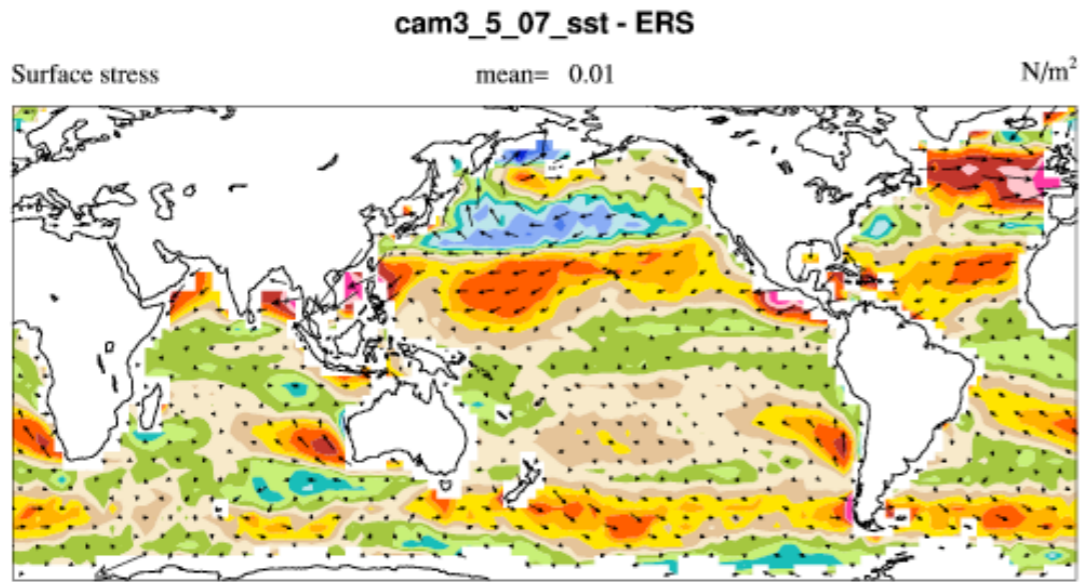 cam3_5_07_sst - ERS
Surface stress mean= 0.01 N/m²